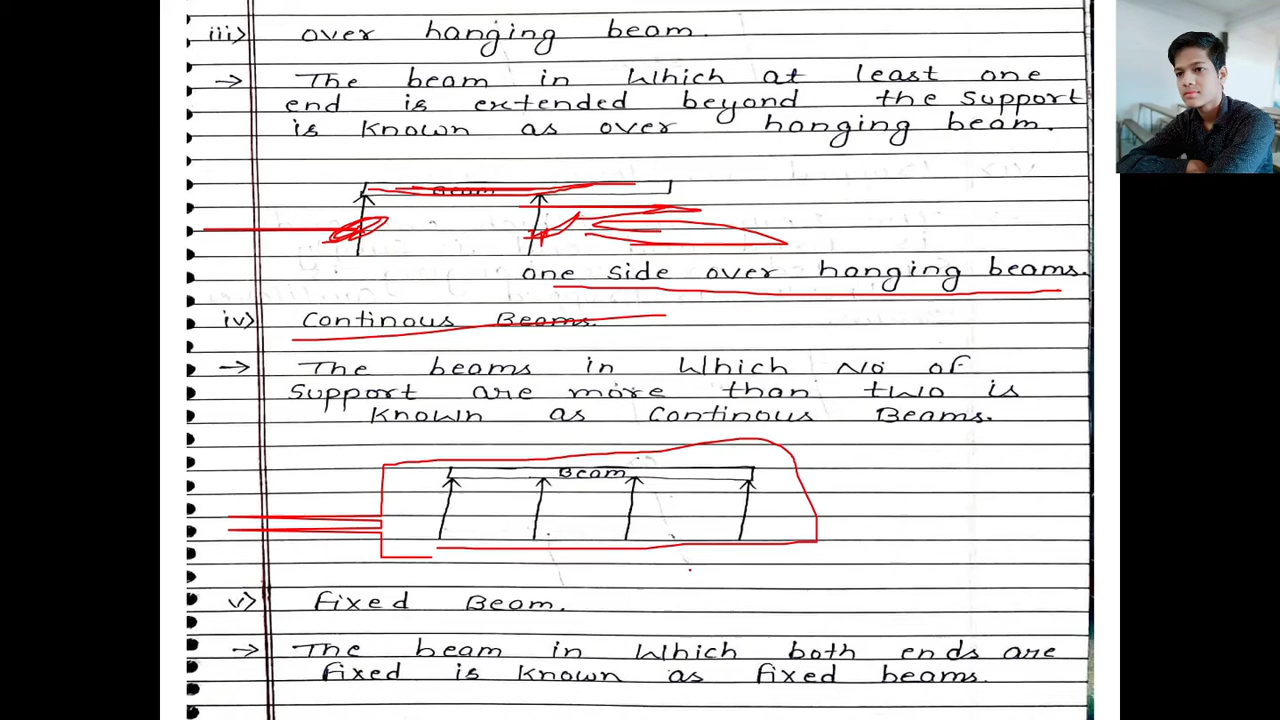 iii> over hanging beam.
→ The beam in which at least one
end is extended beyond the support
is known as over hanging beam.
Beam
one side over hanging beams.
iv> Continous Beams.
→ The beams in which No of
support are more than two is
known as Continous Beams.
Beam
v> Fixed Beam.
→ The beam in which both ends are
fixed is known as fixed beams.